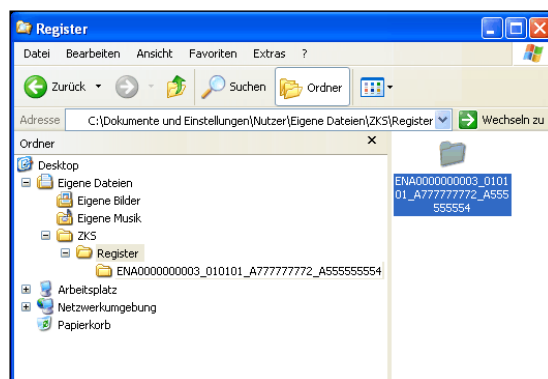 Register
Datei Bearbeiten Ansicht Favoriten Extras ?
Zurück Suchen Ordner
Adresse C:\Dokumente und Einstellungen\Nutzer\Eigene Dateien\ZKS\Register Wechseln zu
Ordner
Desktop
Eigene Dateien
Eigene Bilder
Eigene Musik
ZKS
Register
ENA0000000003_010101_A777777772_A555555554
Arbeitsplatz
Netzwerkumgebung
Papierkorb
ENA0000000003_0101
01_A777777772_A555
555554